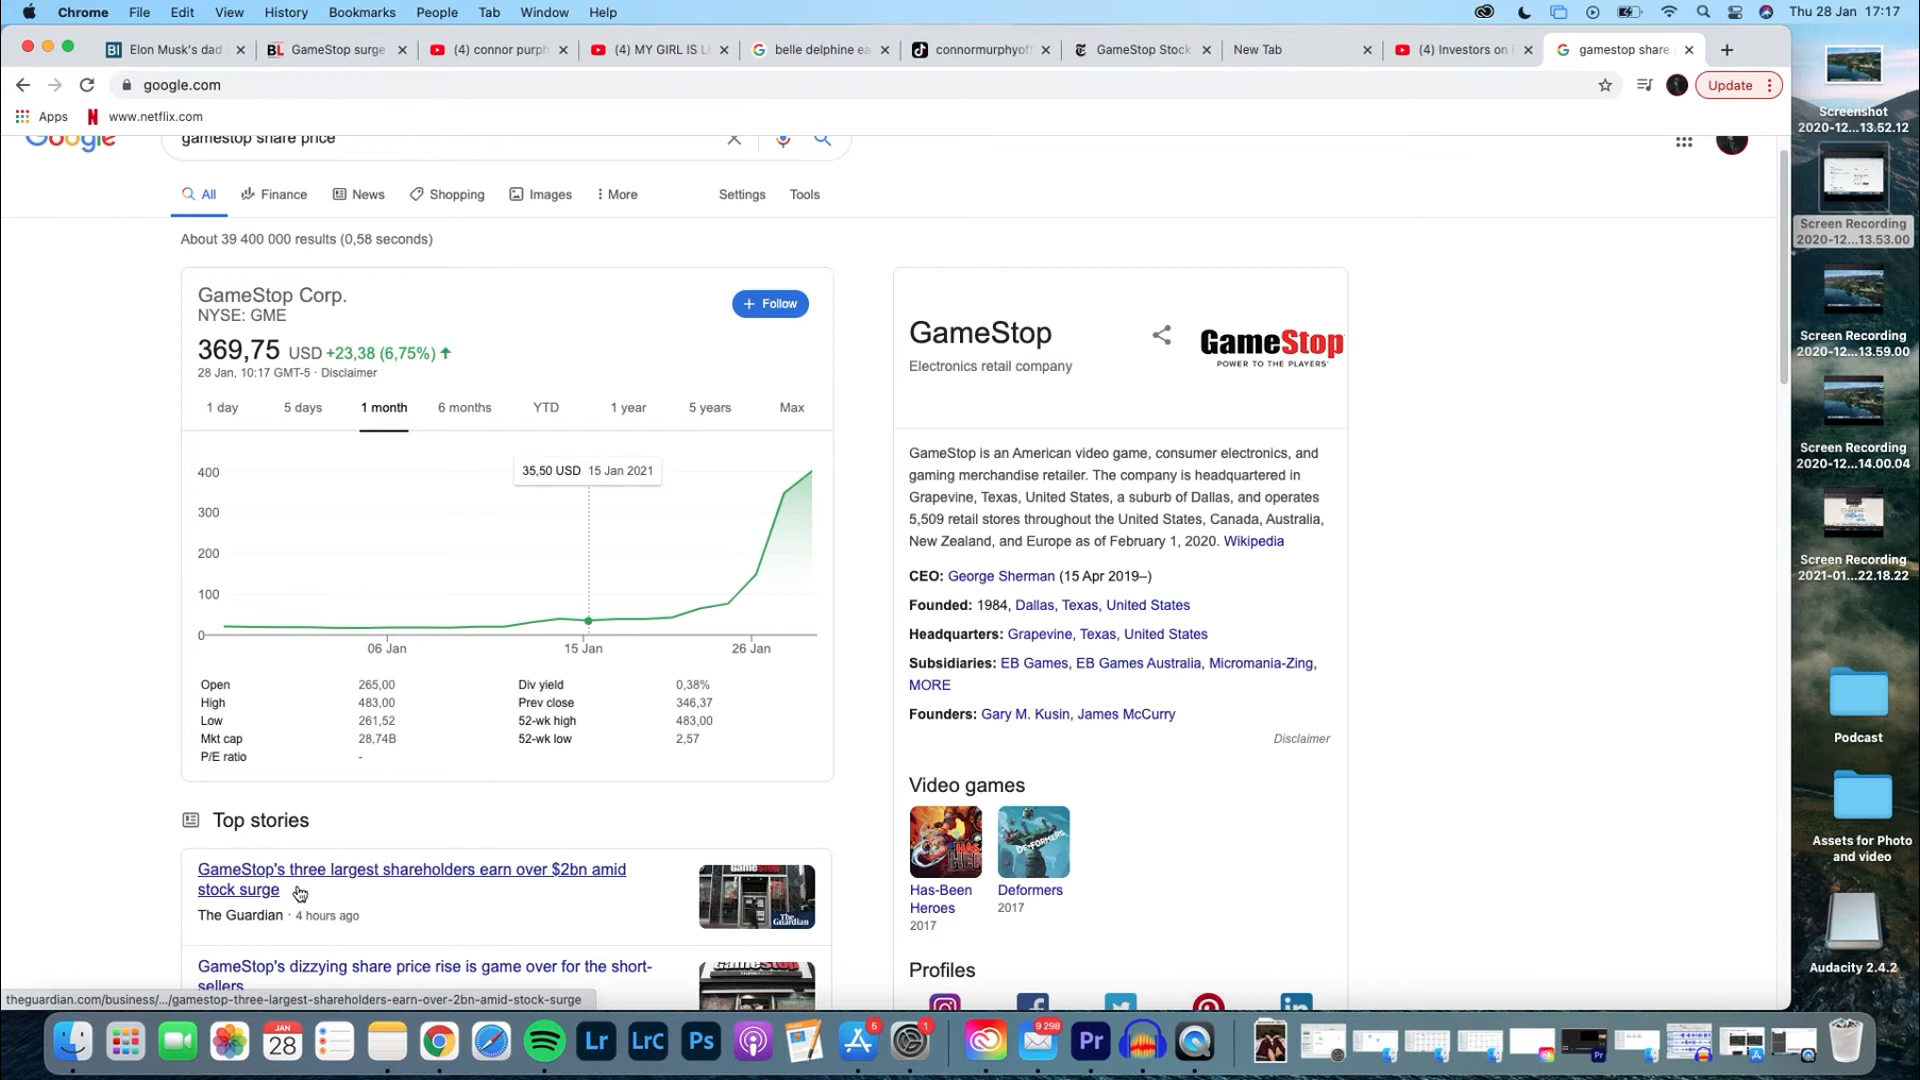 Chrome File Edit View History Bookmarks People Tab Window Help Thu 28 Jan 17:17
BI Elon Musk's dad BL GameStop surge (4) connor purph (4) MY GIRL IS belle delphine ea connormurphyof GameStop Stock New Tab (4) Investors on gamestop share
google.com Update
Apps N www.netflix.com
Google gamestop share price
All Finance News Shopping Images More Settings Tools
About 39 400 000 results (0,58 seconds)
GameStop Corp.
NYSE: GME
+ Follow
369,75 USD +23,38 (6,75%)
28 Jan, 10:17 GMT-5 · Disclaimer
1 day 5 days 1 month 6 months YTD 1 year 5 years Max
35,50 USD 15 Jan 2021
400
300
200
100
0
06 Jan 15 Jan 26 Jan
Open 265,00 Div yield 0,38%
High 483,00 Prev close 346,37
Low 261,52 52-wk high 483,00
Mkt cap 28,74B 52-wk low 2,57
P/E ratio -
Top stories
GameStop's three largest shareholders earn over $2bn amid
stock surge
The Guardian · 4 hours ago
The
Guardian
GameStop's dizzying share price rise is game over for the short-
sellers
theguardian.com/business/.../gamestop-three-largest-shareholders-earn-over-2bn-amid-stock-surge
GameStop
Electronics retail company
GameStop
POWER TO THE PLAYERS
GameStop is an American video game, consumer electronics, and
gaming merchandise retailer. The company is headquartered in
Grapevine, Texas, United States, a suburb of Dallas, and operates
5,509 retail stores throughout the United States, Canada, Australia,
New Zealand, and Europe as of February 1, 2020. Wikipedia
CEO: George Sherman (15 Apr 2019–)
Founded: 1984, Dallas, Texas, United States
Headquarters: Grapevine, Texas, United States
Subsidiaries: EB Games, EB Games Australia, Micromania-Zing,
MORE
Founders: Gary M. Kusin, James McCurry
Disclaimer
Video games
Has-Been
Heroes
2017
Deformers
2017
Profiles
Screenshot
2020-12...13.52.12
Screen Recording
2020-12...13.53.00
Screen Recording
2020-12...13.59.00
Screen Recording
2020-12...14.00.04
Screen Recording
2021-01...22.18.22
Podcast
Assets for Photo
and video
Audacity 2.4.2
JAN
28
Lr LrC Ps 5 1 9 298 Pr